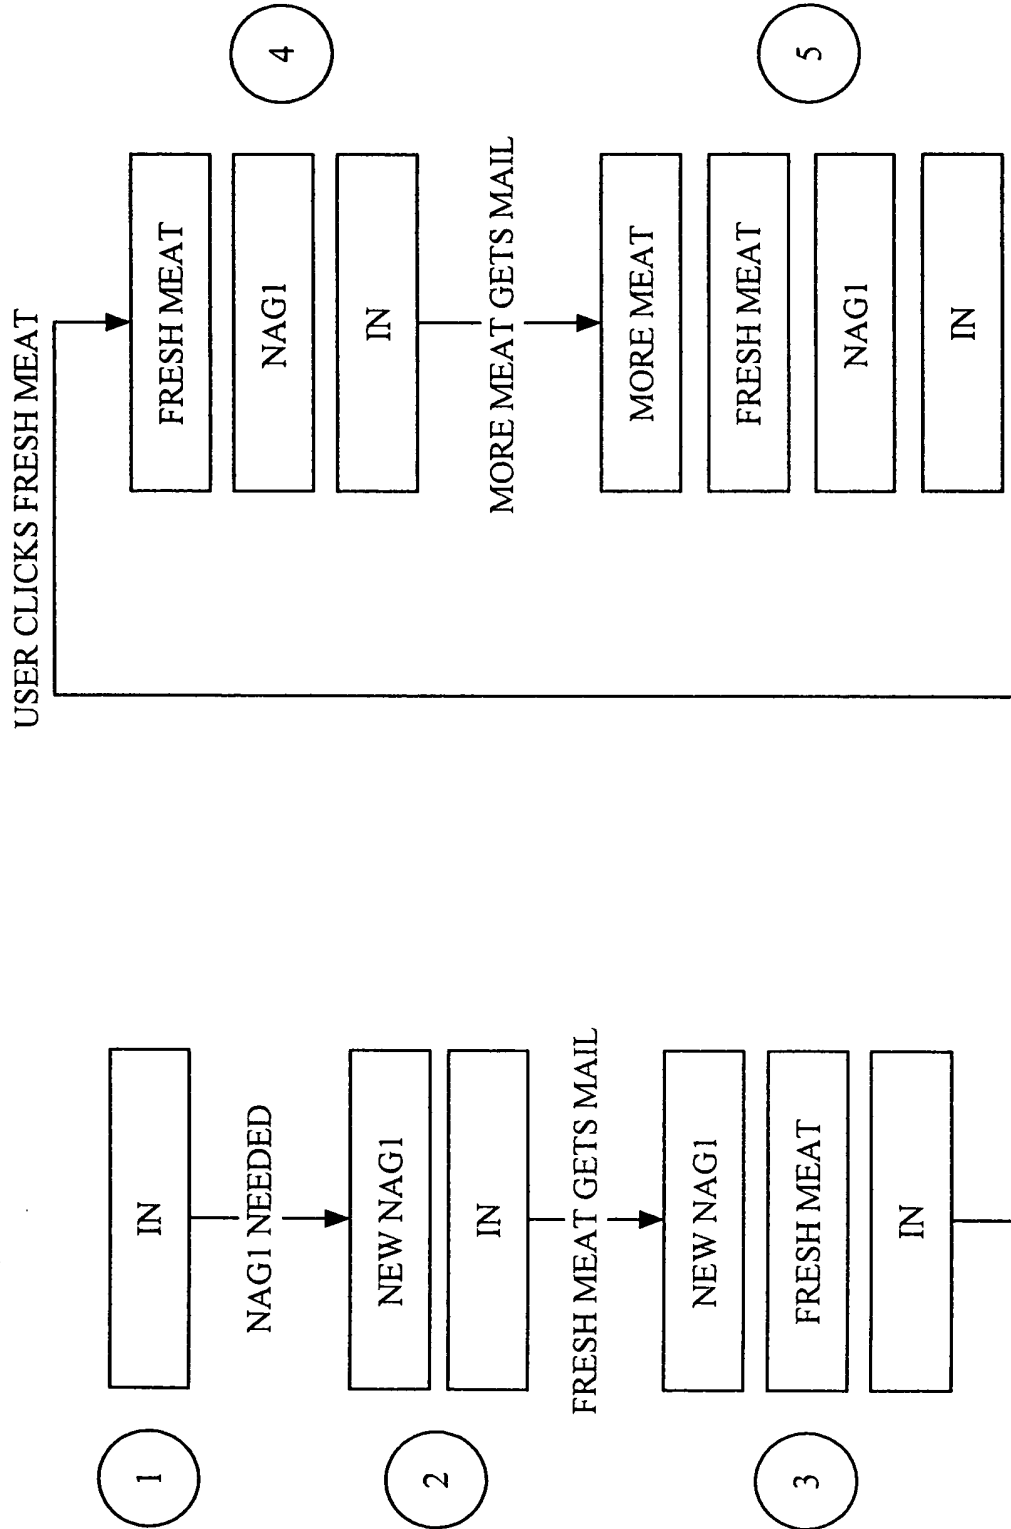 1
IN
NAG1 NEEDED
2
NEW NAG1
IN
FRESH MEAT GETS MAIL
3
NEW NAG1
FRESH MEAT
IN
USER CLICKS FRESH MEAT
4
FRESH MEAT
NAG1
IN
MORE MEAT GETS MAIL
5
MORE MEAT
FRESH MEAT
NAG1
IN